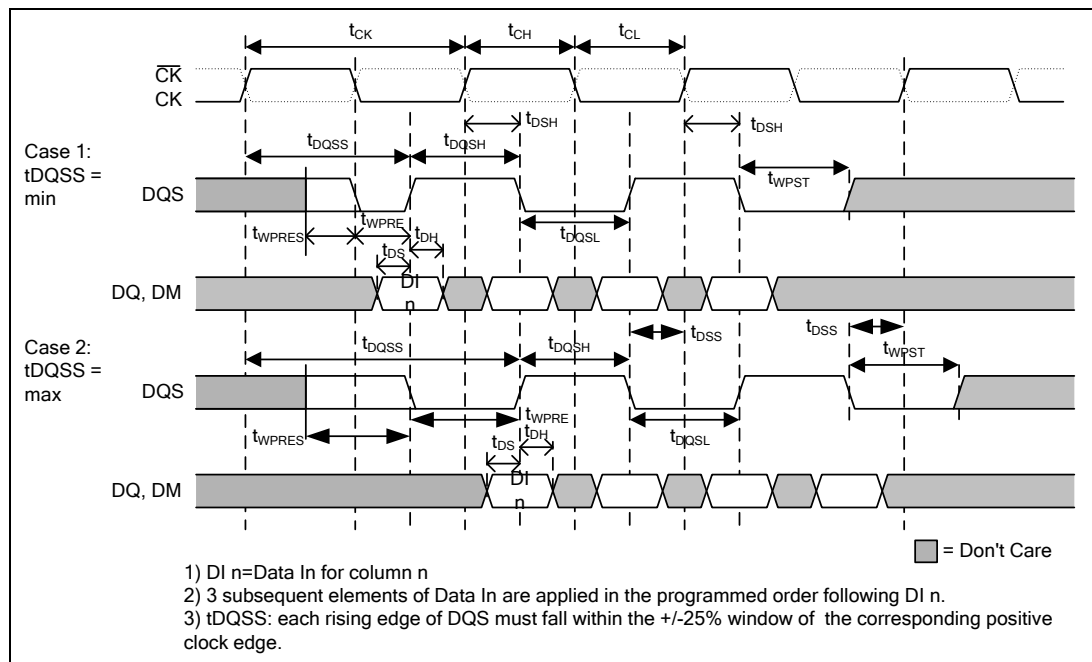 tCK tCH tCL
CK
CK
tDSH tDSH
Case 1:
tDQSS =
min
tDQSS tDQSH
tWPST
DQS
tWPRES tWPRE tDH tDQSL
tDS
DQ, DM
DI
n
Case 2:
tDQSS =
max
tDQSS tDQSH tDSS tDSS
tWPST
DQS
tWPRES tWPRE
tDH
tDS tDQSL
DQ, DM
DI
n
= Don't Care
1) DI n=Data In for column n
2) 3 subsequent elements of Data In are applied in the programmed order following DI n.
3) tDQSS: each rising edge of DQS must fall within the +/-25% window of the corresponding positive
clock edge.